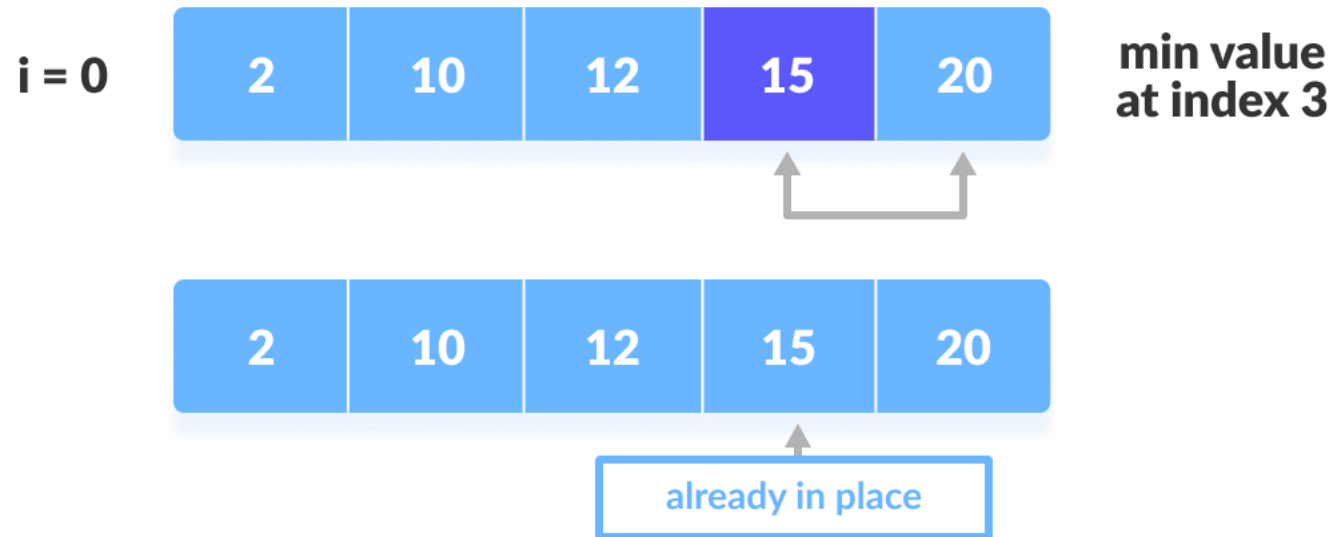 i = 0
2 10 12 15 20
min value
at index 3
2 10 12 15 20
already in place